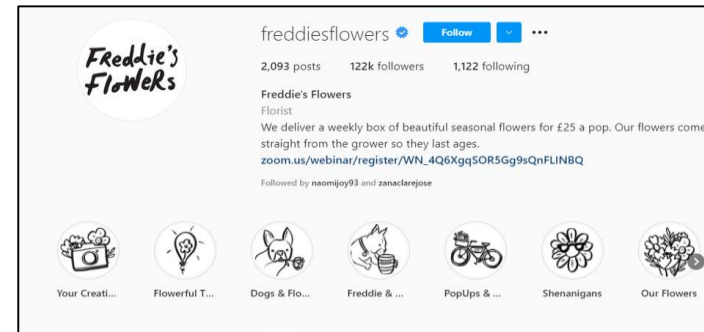 FReddie's
FloWeRs
freddiesflowers
Follow
2,093 posts 122k followers 1,122 following
Freddie's Flowers
Florist
We deliver a weekly box of beautiful seasonal flowers for £25 a pop. Our flowers come
straight from the grower so they last ages.
zoom.us/webinar/register/WN_4Q6XgqSOR5Gg9sQnFLINBQ
Followed by naomijoy93 and zanaclarejose
Your Creati... Flowerful T... Dogs & Flo... Freddie & ... PopUps & ... Shenanigans Our Flowers